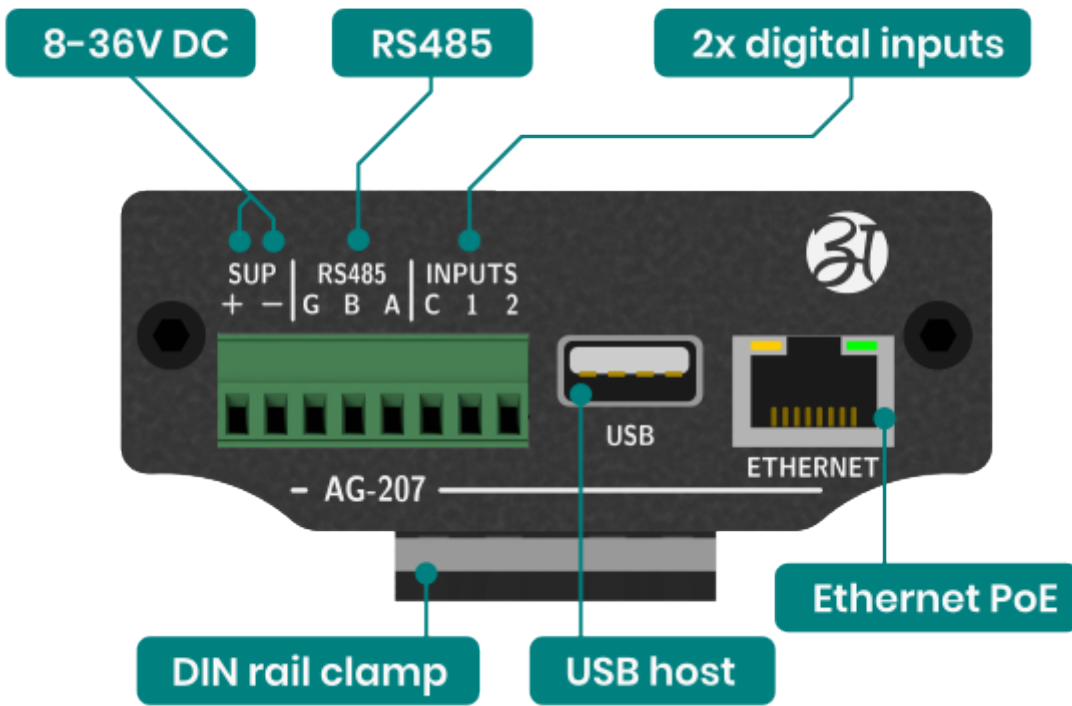 8-36V DC
RS485
2x digital inputs
SUP RS485 INPUTS
+ − G B A C 1 2
अ
USB
ETHERNET
AG-207
Ethernet PoE
DIN rail clamp
USB host